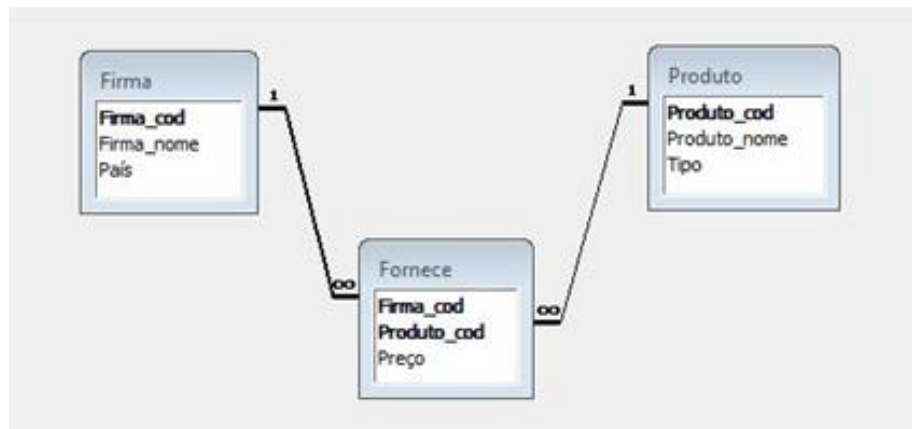 Firma
Firma_cod
Firma_nome
País
1
Produto
Produto_cod
Produto_nome
Tipo
1
Fornece
Firma_cod
Produto_cod
Preço
∞
∞